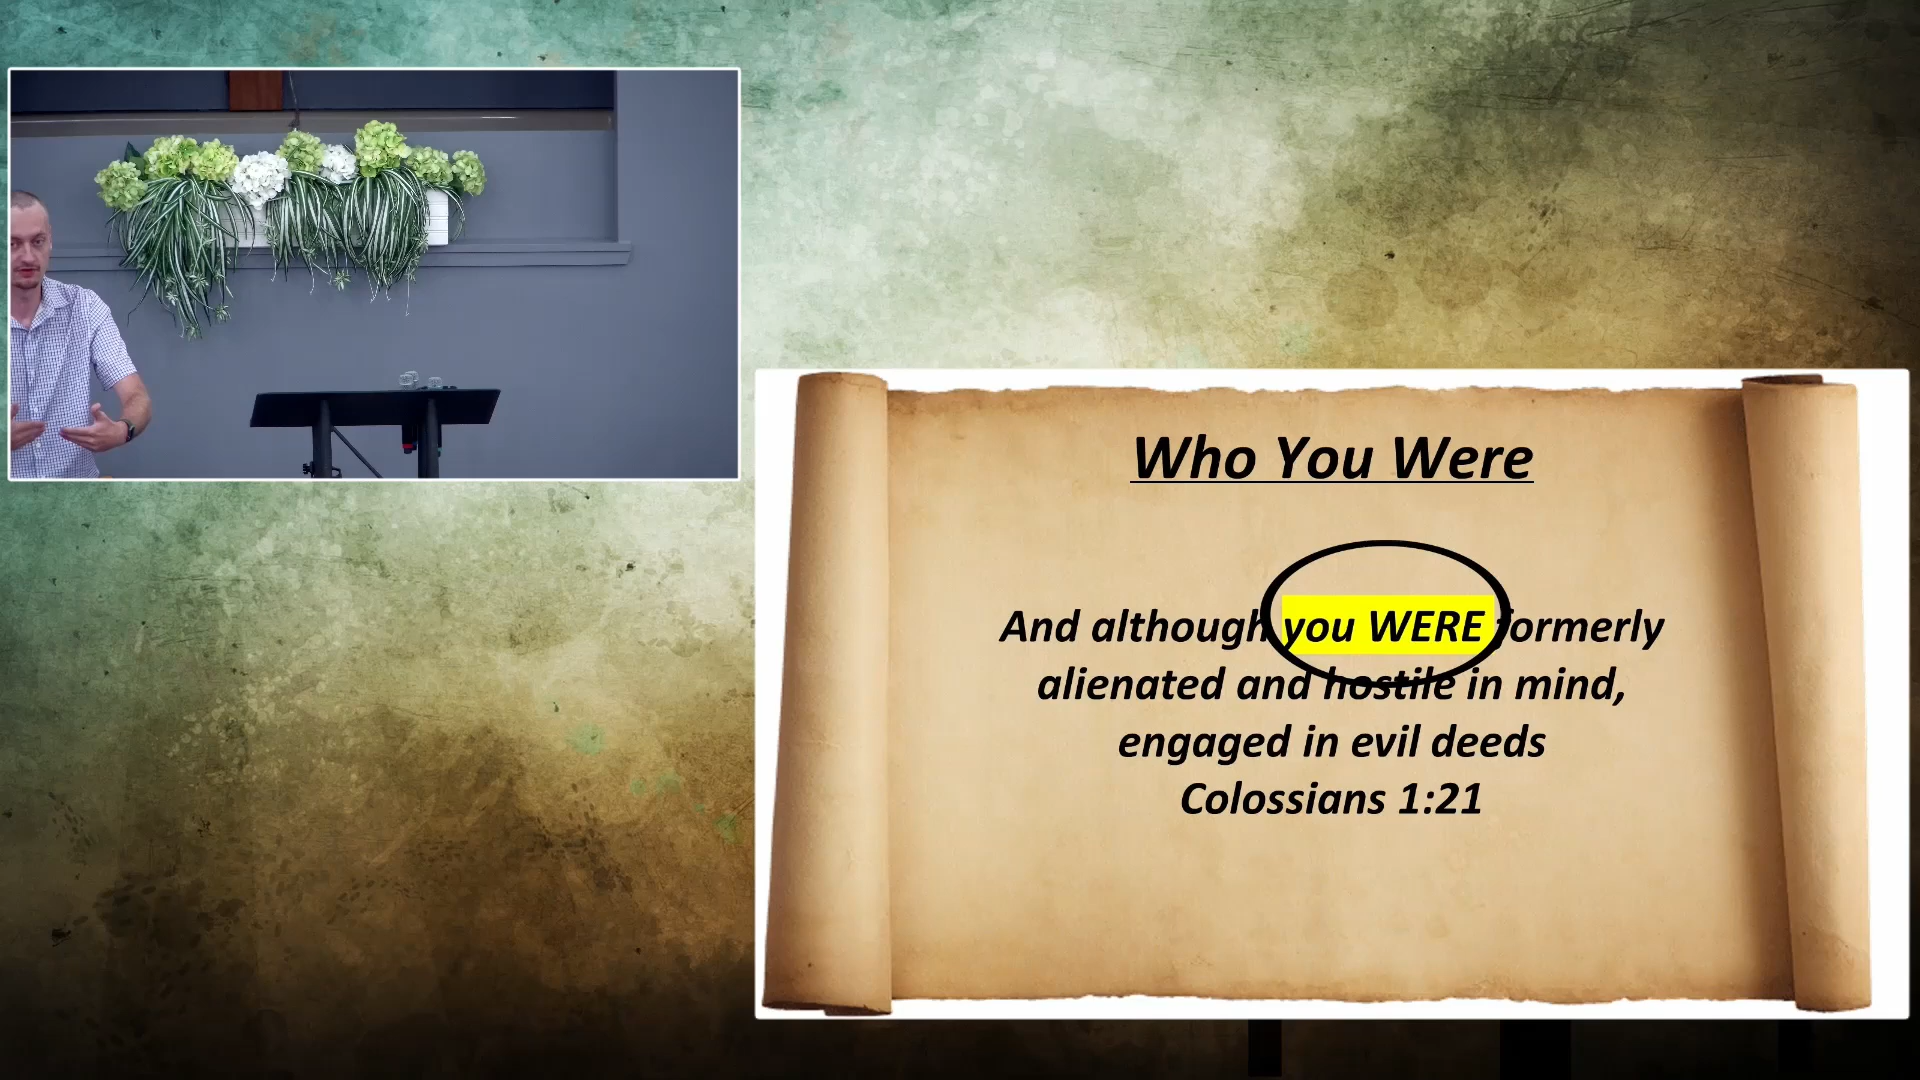 Who You Were
And although you WERE formerly
alienated and hostile in mind,
engaged in evil deeds
Colossians 1:21